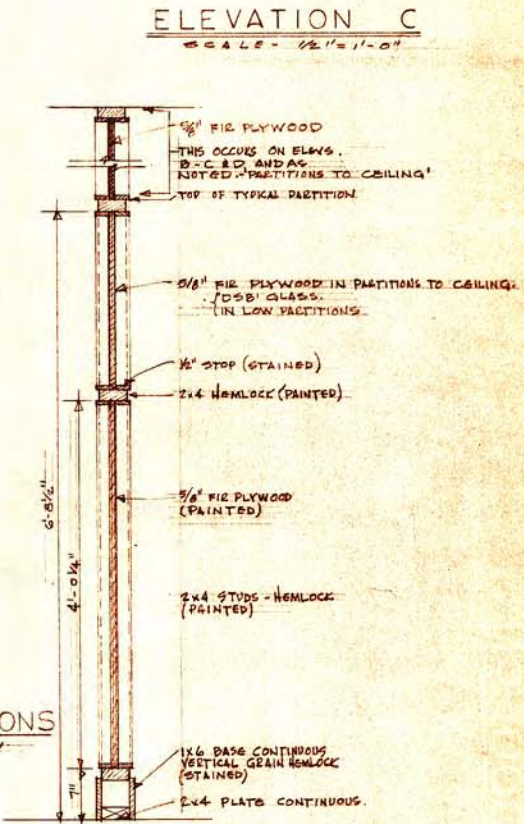 ELEVATION C
SCALE - 1/2" = 1'-0"
5/8" FIR PLYWOOD
THIS OCCURS ON ELEVS.
B-C & D, AND AS
NOTED-"PARTITIONS TO CEILING"
TOP OF TYPICAL PARTITION
5/8" FIR PLYWOOD IN PARTITIONS TO CEILING.
'DSB' GLASS.
IN LOW PARTITIONS
1/2" STOP (STAINED)
2x4 HEMLOCK (PAINTED)
5/8" FIR PLYWOOD
(PAINTED)
6'-8 1/2"
4'-0 1/4"
2x4 STUDS - HEMLOCK
(PAINTED)
ONS
1x6 BASE CONTINUOUS
VERTICAL GRAIN HEMLOCK
(STAINED)
7"
2x4 PLATE CONTINUOUS.